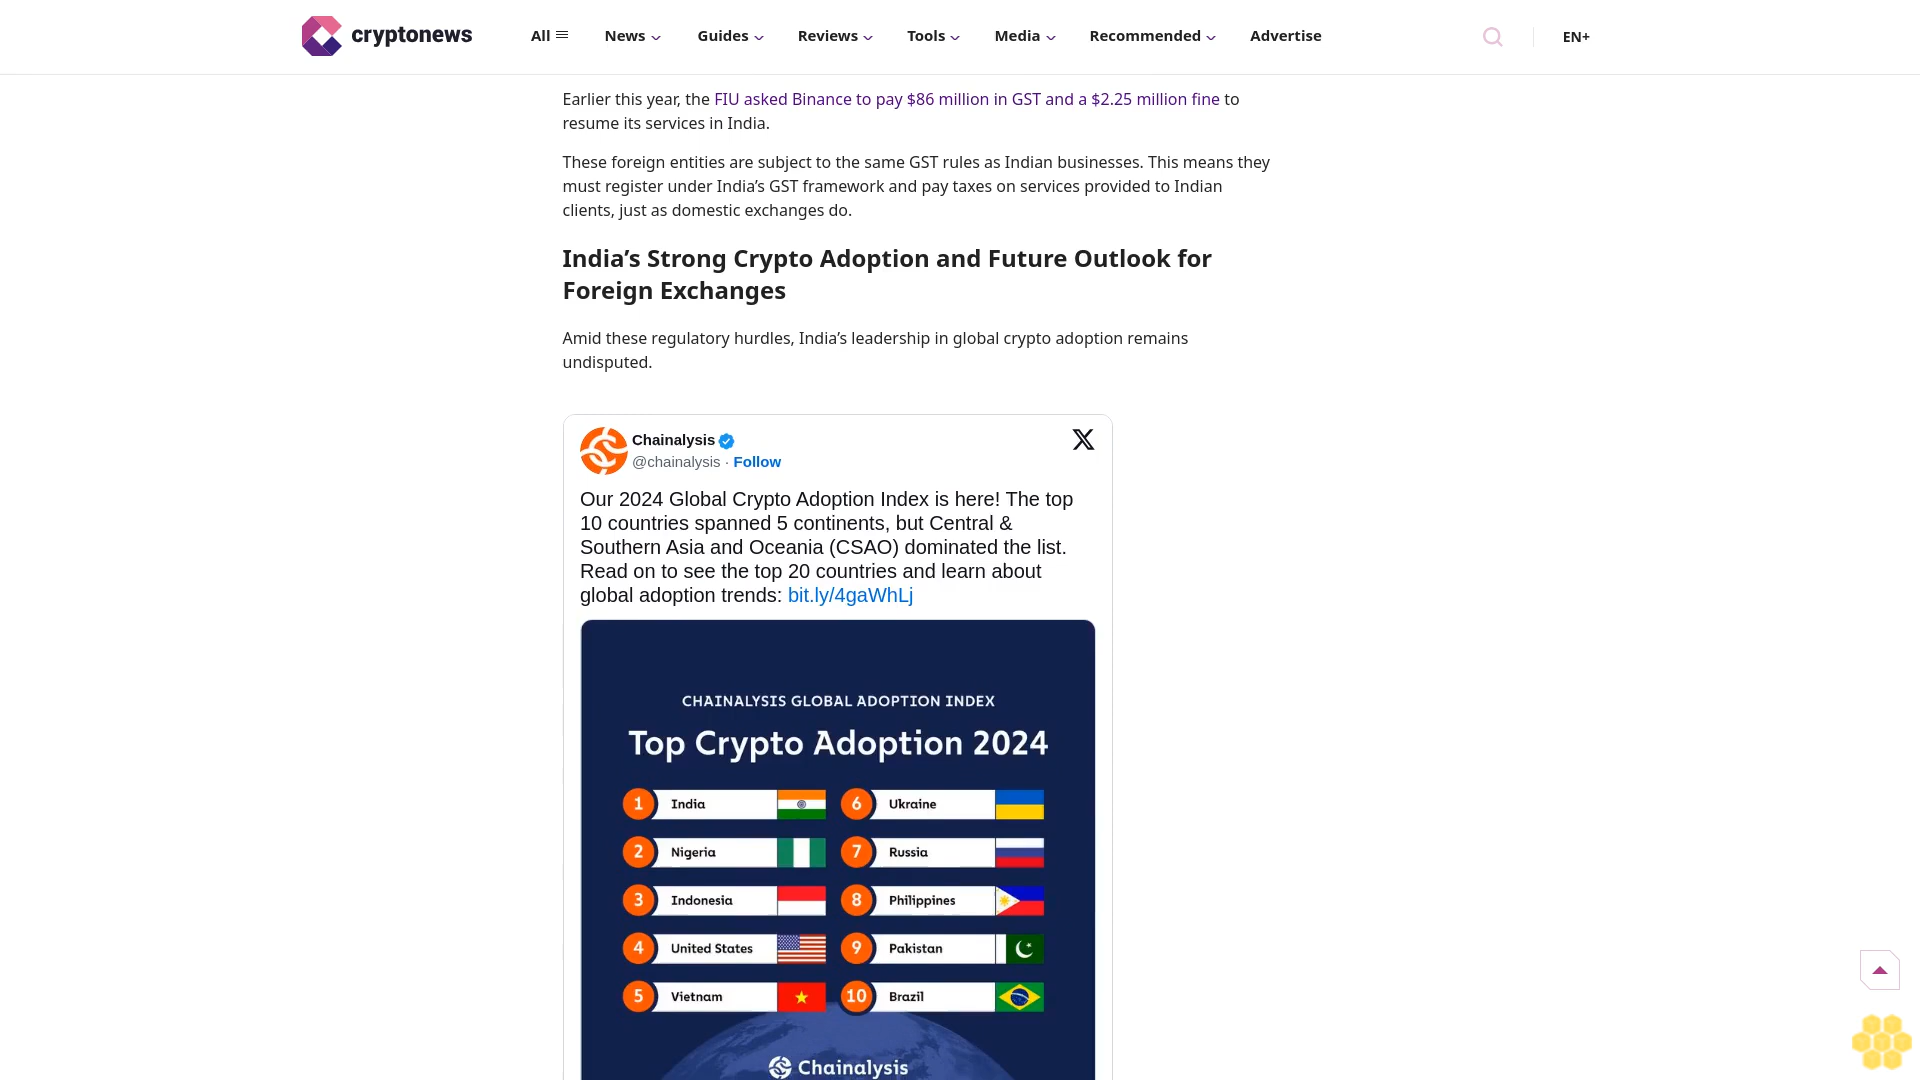 cryptonews
All
News
Guides
Reviews
Tools
Media
Recommended
Advertise
EN+
Earlier this year, the FIU asked Binance to pay $86 million in GST and a $2.25 million fine to
resume its services in India.
These foreign entities are subject to the same GST rules as Indian businesses. This means they
must register under India’s GST framework and pay taxes on services provided to Indian
clients, just as domestic exchanges do.
India’s Strong Crypto Adoption and Future Outlook for
Foreign Exchanges
Amid these regulatory hurdles, India’s leadership in global crypto adoption remains
undisputed.
Chainalysis
@chainalysis · Follow
Our 2024 Global Crypto Adoption Index is here! The top
10 countries spanned 5 continents, but Central &
Southern Asia and Oceania (CSAO) dominated the list.
Read on to see the top 20 countries and learn about
global adoption trends: bit.ly/4gaWhLj
CHAINALYSIS GLOBAL ADOPTION INDEX
Top Crypto Adoption 2024
1 India
2 Nigeria
3 Indonesia
4 United States
5 Vietnam
6 Ukraine
7 Russia
8 Philippines
9 Pakistan
10 Brazil
Chainalysis